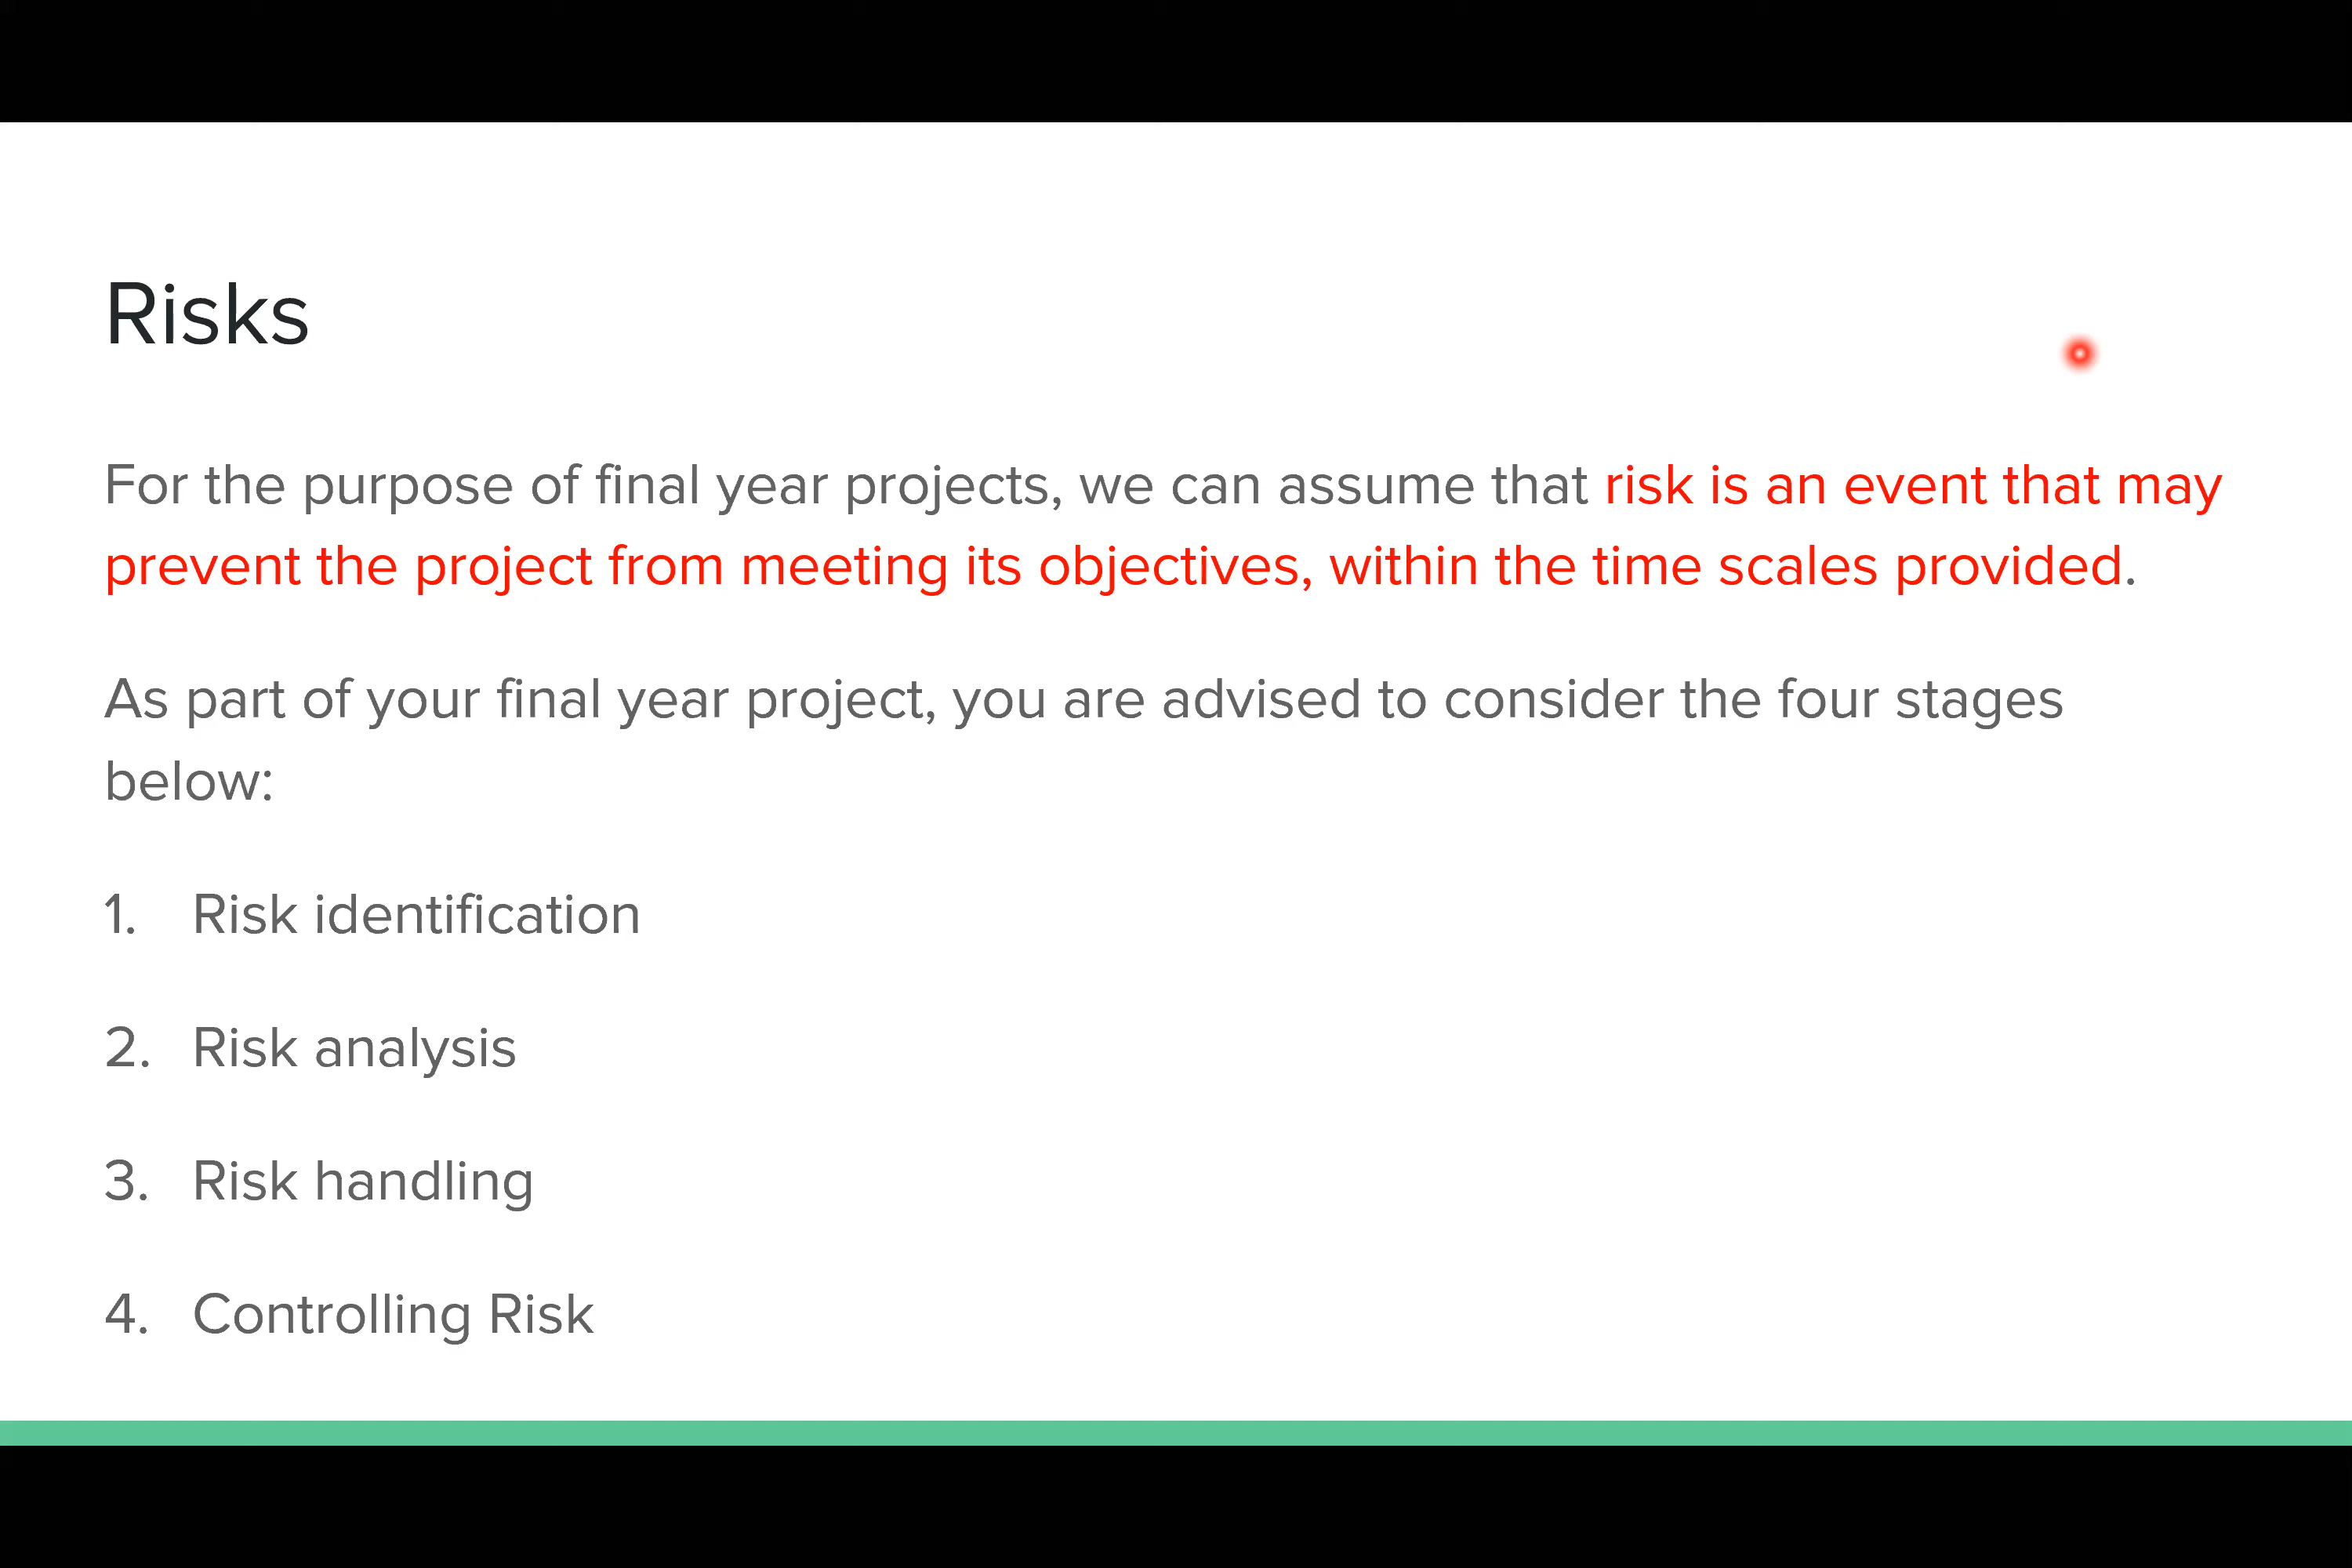 Risks
For the purpose of final year projects, we can assume that risk is an event that may
prevent the project from meeting its objectives, within the time scales provided.
As part of your final year project, you are advised to consider the four stages
below:
1. Risk identification
2. Risk analysis
3. Risk handling
4. Controlling Risk